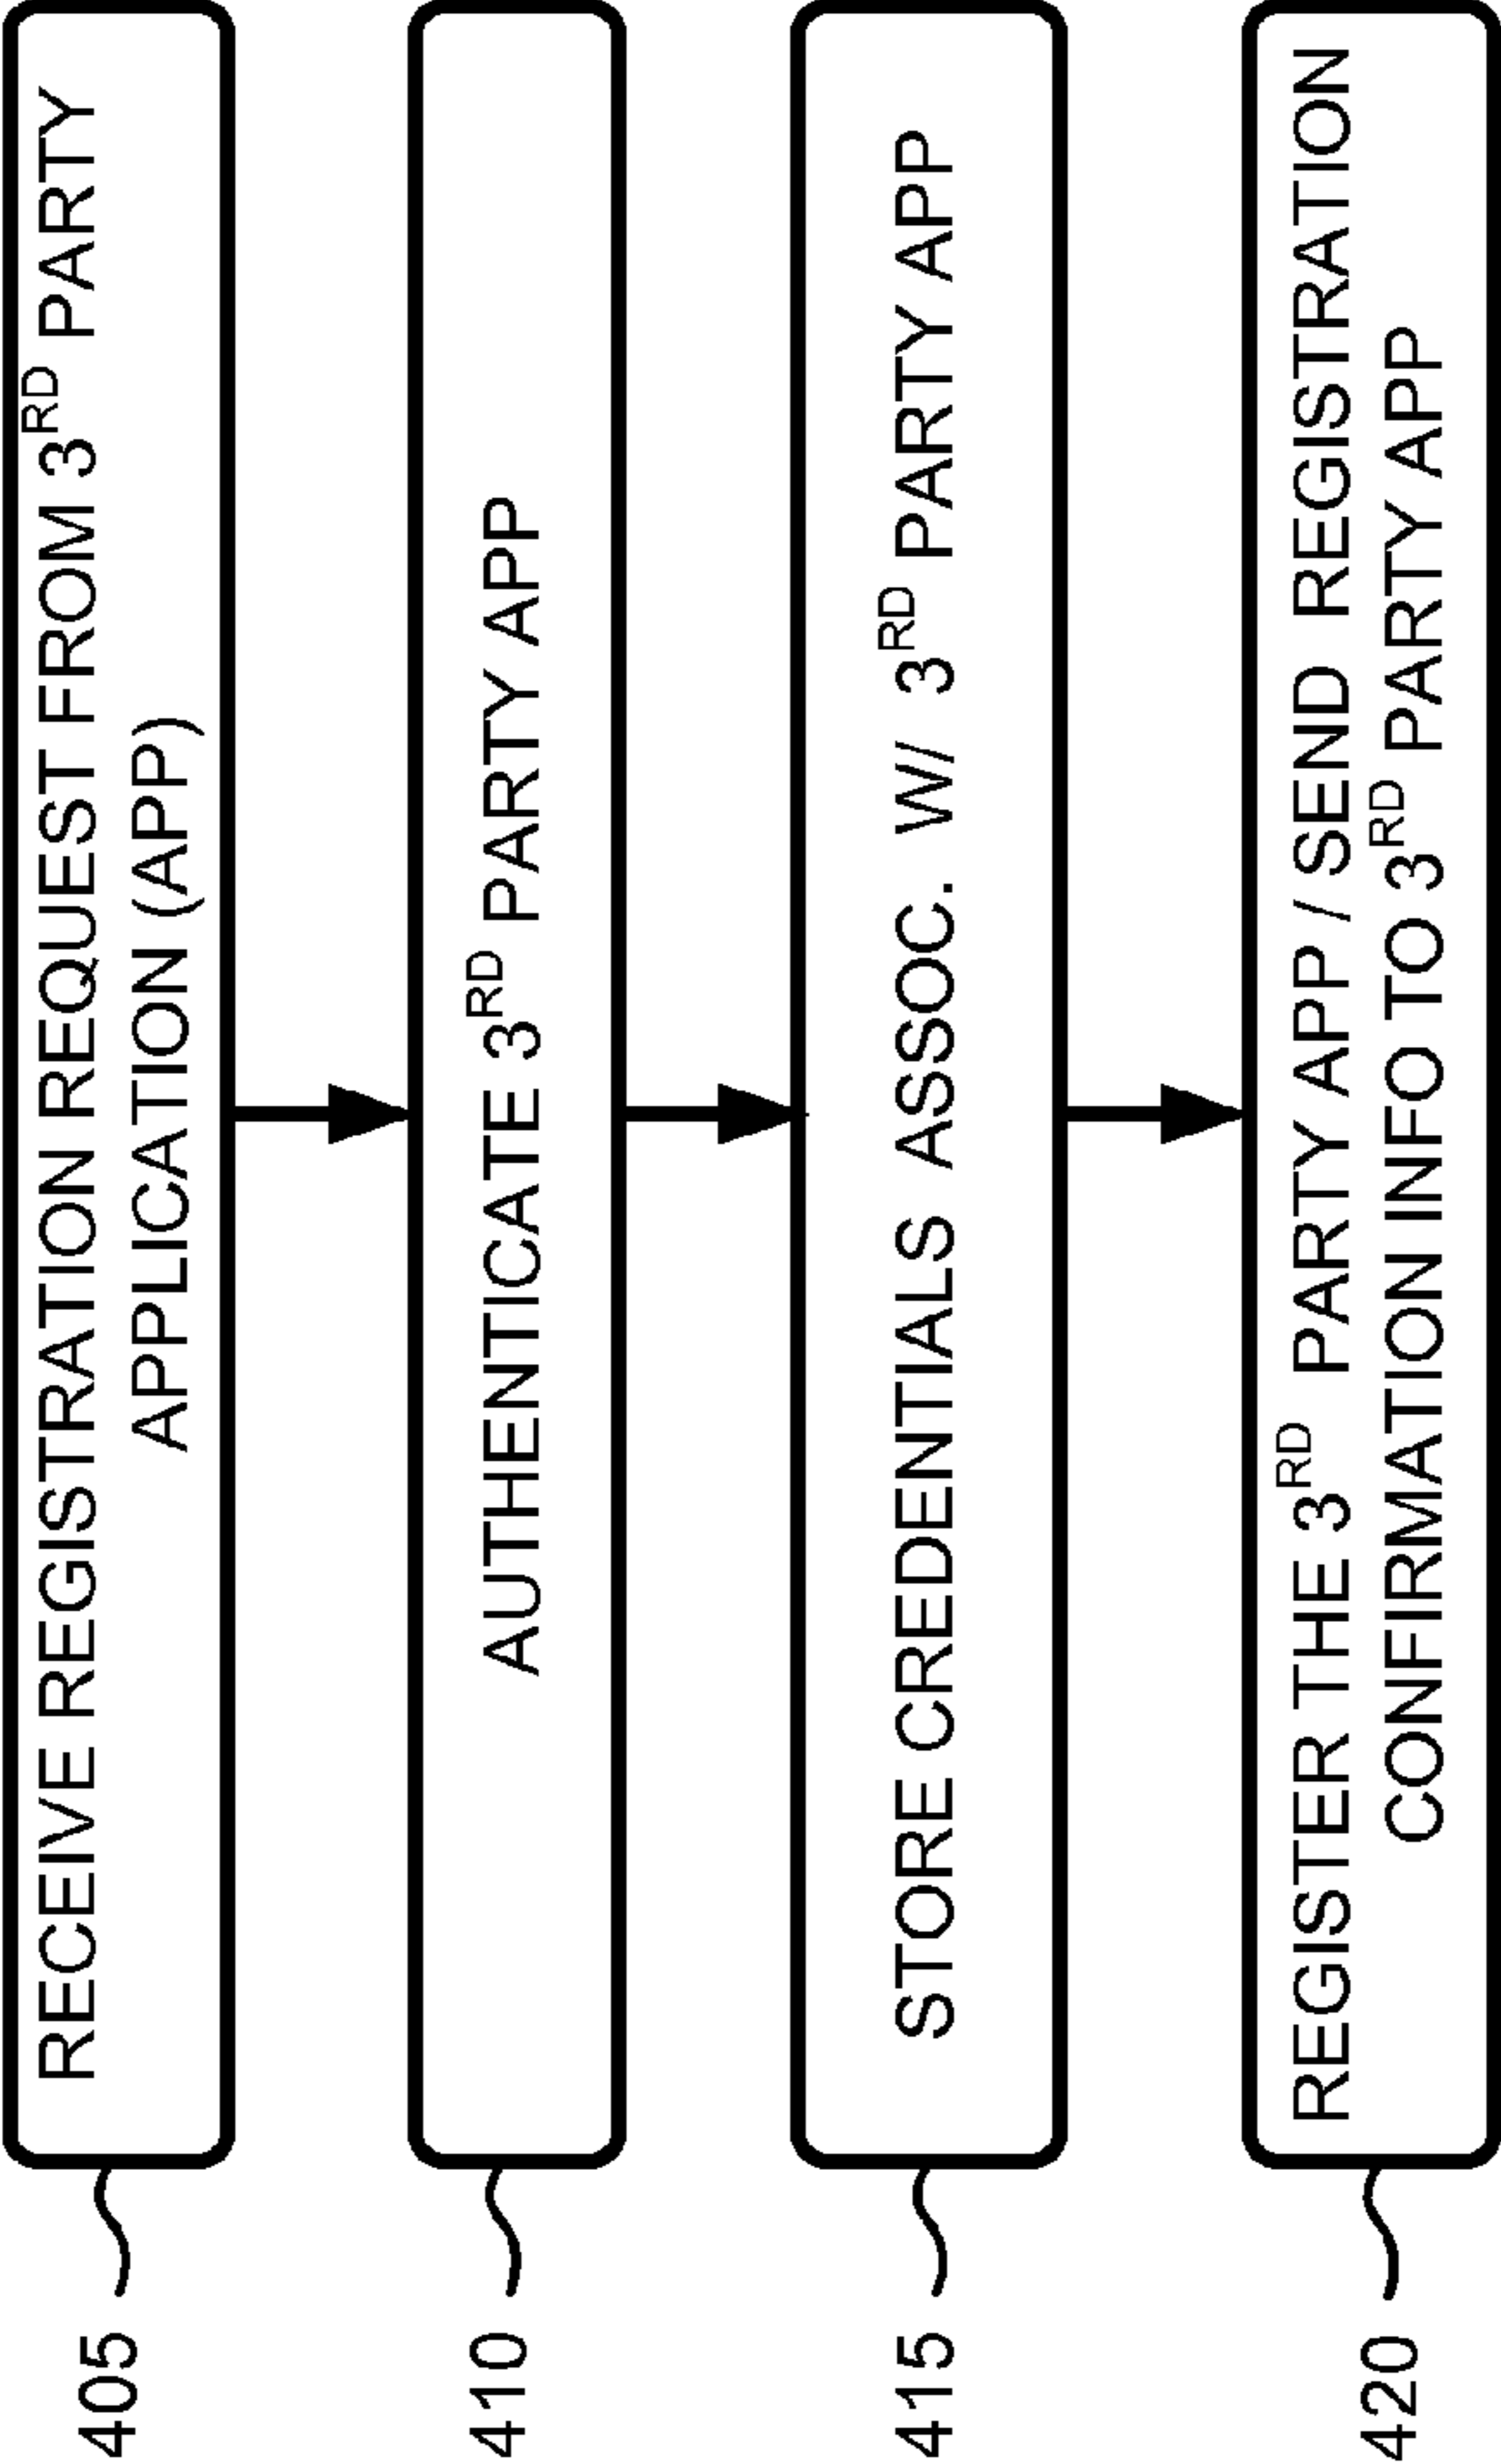 405
RECEIVE REGISTRATION REQUEST FROM 3RD PARTY
APPLICATION (APP)
410
AUTHENTICATE 3RD PARTY APP
415
STORE CREDENTIALS ASSOC. W/ 3RD PARTY APP
420
REGISTER THE 3RD PARTY APP / SEND REGISTRATION
CONFIRMATION INFO TO 3RD PARTY APP